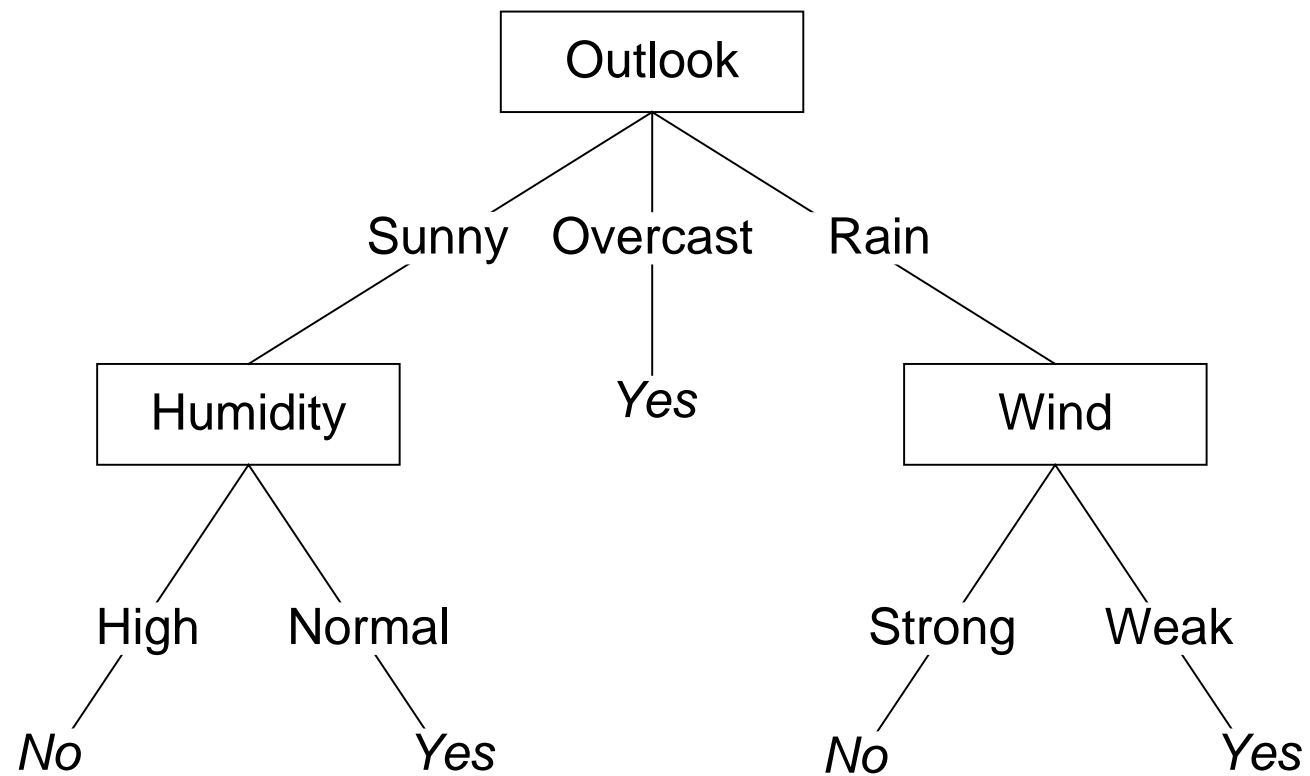 Outlook
Sunny Overcast Rain
Humidity Yes Wind
High Normal Strong Weak
No Yes No Yes